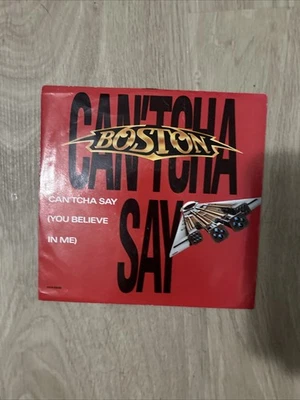 CAN'TCHA
BOSTON
CAN'TCHA SAY
(YOU BELIEVE
IN ME)
SAY